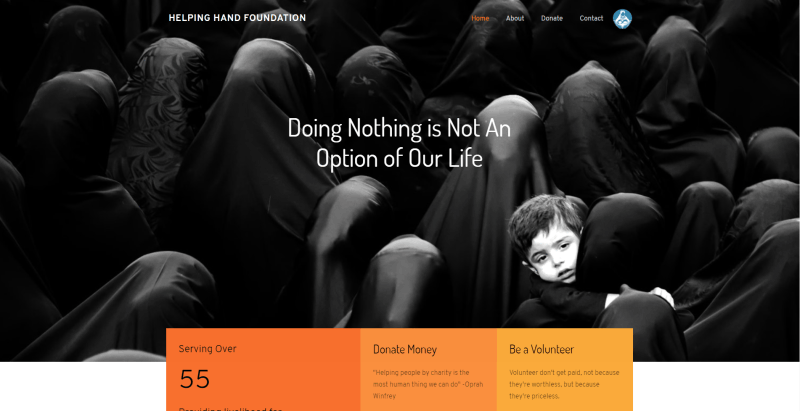 HELPING HAND FOUNDATION
Home About Donate Contact
Doing Nothing is Not An
Option of Our Life
Serving Over
55
Providing livelihood for
Donate Money
"Helping people by charity is the
most human thing we can do" -Oprah
Winfrey
Be a Volunteer
Volunteer don't get paid, not because
they're worthless, but because
they're priceless.